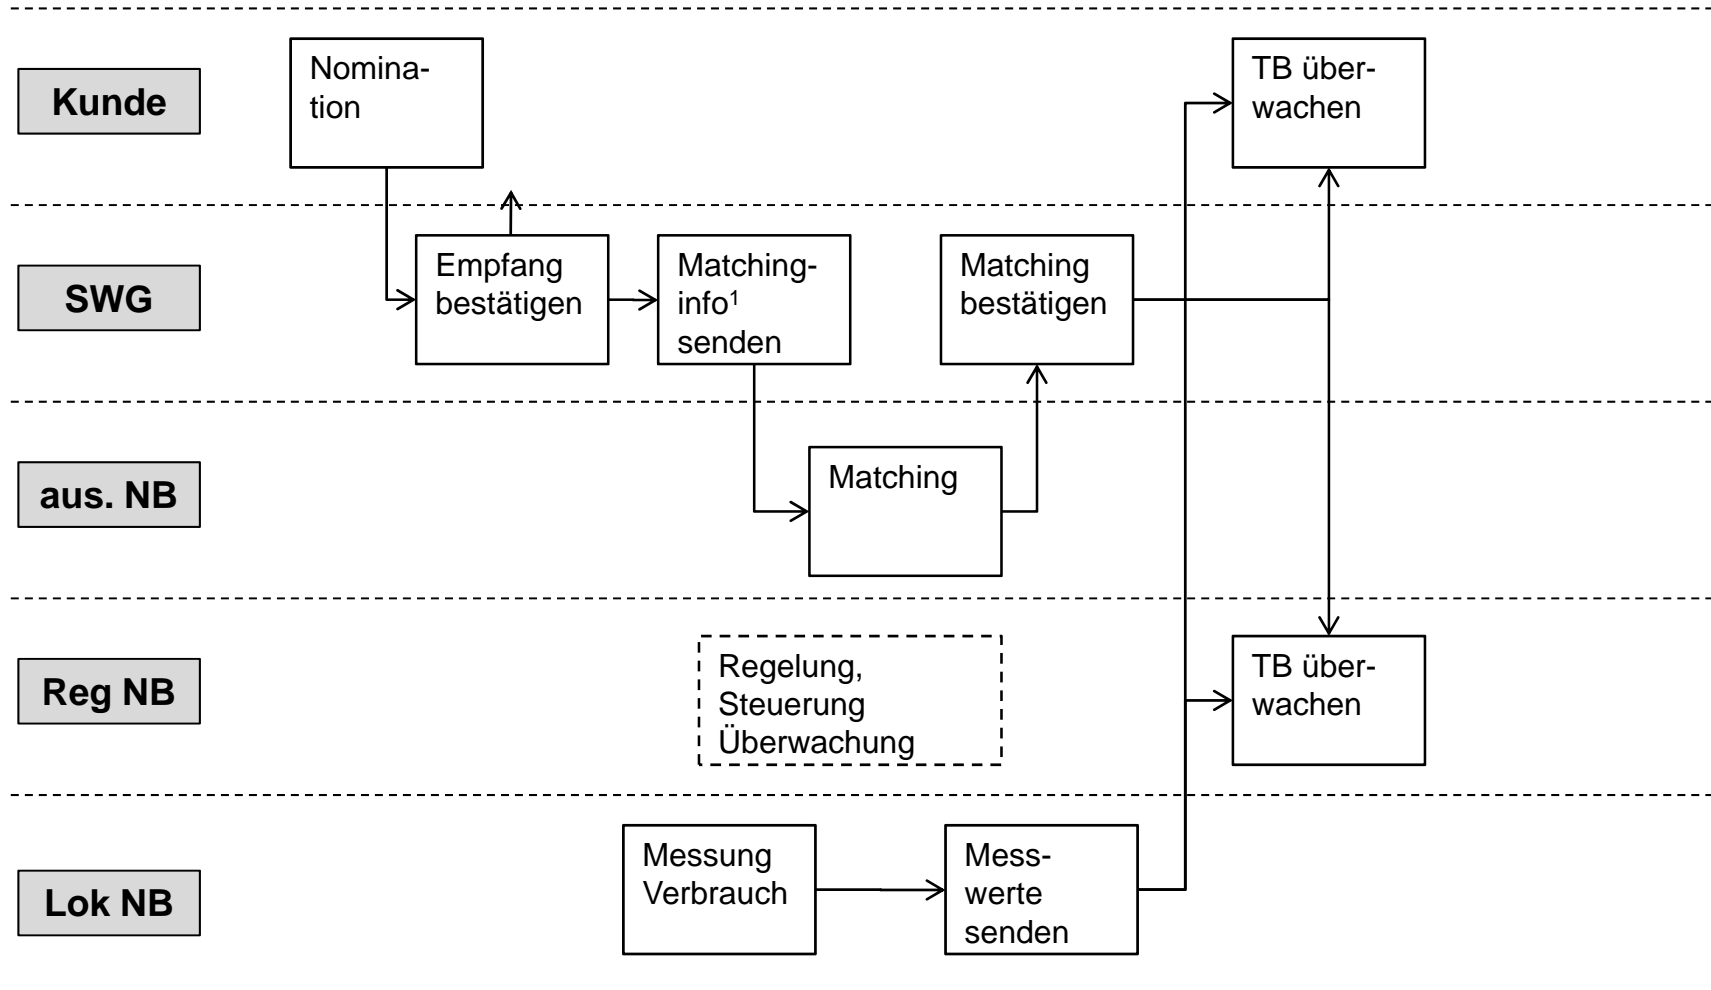 Kunde
Nomina-
tion
TB über-
wachen
SWG
Empfang
bestätigen
Matching-
info¹
senden
Matching
bestätigen
aus. NB
Matching
Reg NB
Regelung,
Steuerung
Überwachung
TB über-
wachen
Lok NB
Messung
Verbrauch
Mess-
werte
senden